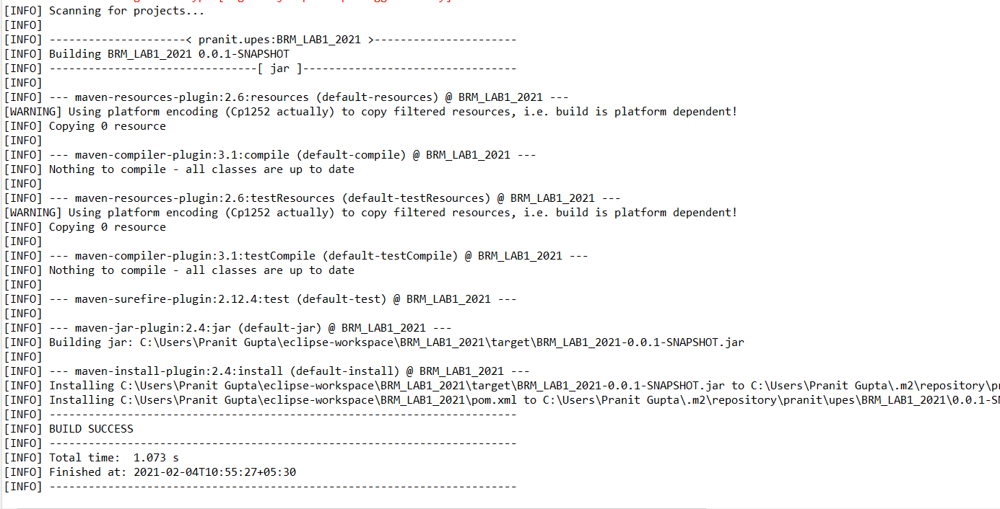 [INFO] Scanning for projects...
[INFO]
[INFO] ---------------------< pranit.upes:BRM_LAB1_2021 >----------------------
[INFO] Building BRM_LAB1_2021 0.0.1-SNAPSHOT
[INFO] --------------------------------[ jar ]---------------------------------
[INFO]
[INFO] --- maven-resources-plugin:2.6:resources (default-resources) @ BRM_LAB1_2021 ---
[WARNING] Using platform encoding (Cp1252 actually) to copy filtered resources, i.e. build is platform dependent!
[INFO] Copying 0 resource
[INFO]
[INFO] --- maven-compiler-plugin:3.1:compile (default-compile) @ BRM_LAB1_2021 ---
[INFO] Nothing to compile - all classes are up to date
[INFO]
[INFO] --- maven-resources-plugin:2.6:testResources (default-testResources) @ BRM_LAB1_2021 ---
[WARNING] Using platform encoding (Cp1252 actually) to copy filtered resources, i.e. build is platform dependent!
[INFO] Copying 0 resource
[INFO]
[INFO] --- maven-compiler-plugin:3.1:testCompile (default-testCompile) @ BRM_LAB1_2021 ---
[INFO] Nothing to compile - all classes are up to date
[INFO]
[INFO] --- maven-surefire-plugin:2.12.4:test (default-test) @ BRM_LAB1_2021 ---
[INFO]
[INFO] --- maven-jar-plugin:2.4:jar (default-jar) @ BRM_LAB1_2021 ---
[INFO] Building jar: C:\Users\Pranit Gupta\eclipse-workspace\BRM_LAB1_2021\target\BRM_LAB1_2021-0.0.1-SNAPSHOT.jar
[INFO]
[INFO] --- maven-install-plugin:2.4:install (default-install) @ BRM_LAB1_2021 ---
[INFO] Installing C:\Users\Pranit Gupta\eclipse-workspace\BRM_LAB1_2021\target\BRM_LAB1_2021-0.0.1-SNAPSHOT.jar to C:\Users\Pranit Gupta\.m2\repository\pr
[INFO] Installing C:\Users\Pranit Gupta\eclipse-workspace\BRM_LAB1_2021\pom.xml to C:\Users\Pranit Gupta\.m2\repository\pranit\upes\BRM_LAB1_2021\0.0.1-SN
[INFO] ------------------------------------------------------------------------
[INFO] BUILD SUCCESS
[INFO] ------------------------------------------------------------------------
[INFO] Total time:  1.073 s
[INFO] Finished at: 2021-02-04T10:55:27+05:30
[INFO] ------------------------------------------------------------------------